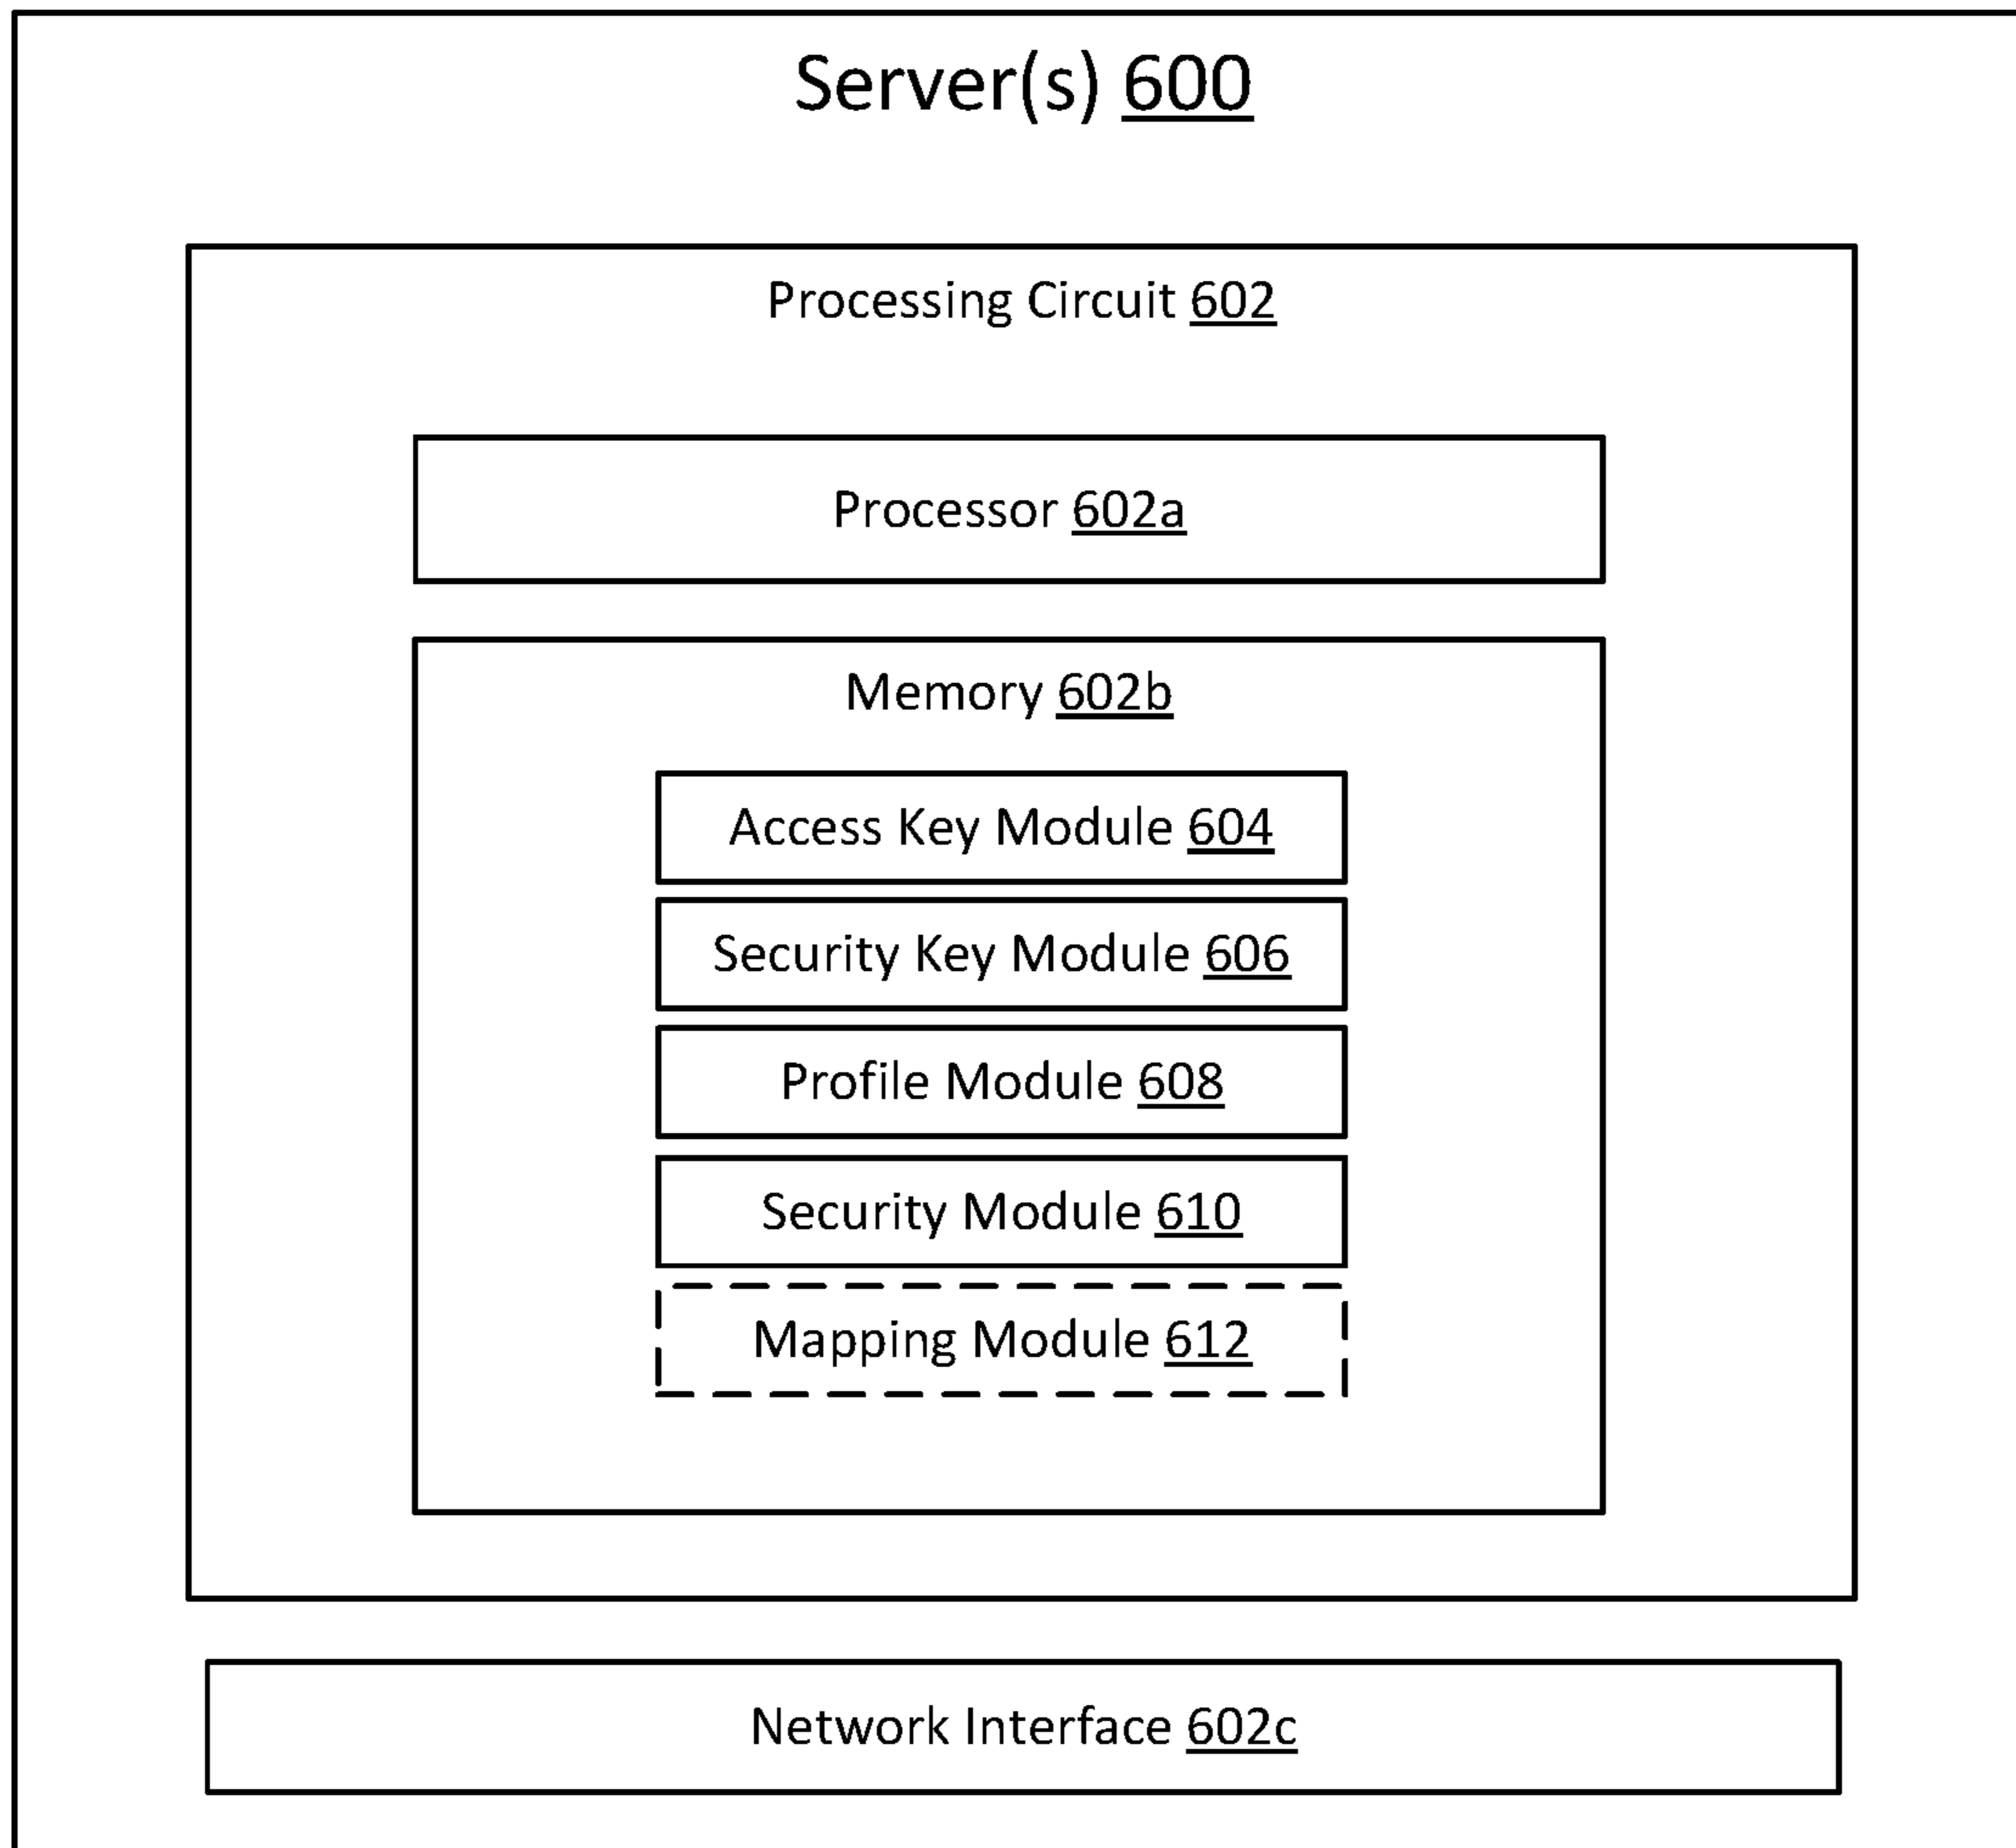 Server(s) 600
Processing Circuit 602
Processor 602a
Memory 602b
Access Key Module 604
Security Key Module 606
Profile Module 608
Security Module 610
Mapping Module 612
Network Interface 602c